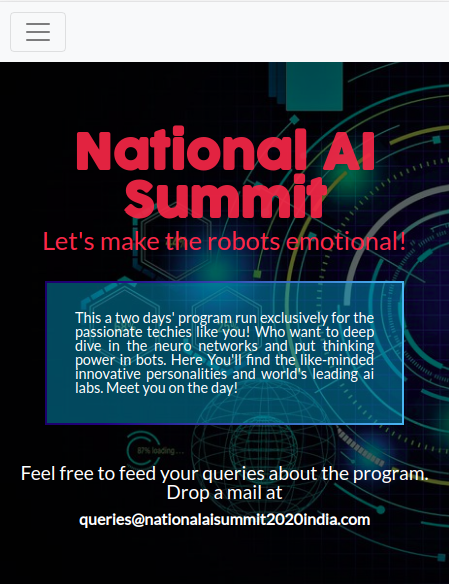 National AI
Summit
Let's make the robots emotional!
This a two days' program run exclusively for the
passionate techies like you! Who want to deep
dive in the neuro networks and put thinking
power in bots. Here You'll find the like-minded
innovative personalities and world's leading ai
labs. Meet you on the day!
87% loading ....
Feel free to feed your queries about the program.
Drop a mail at
queries@nationalaisummit2020india.com